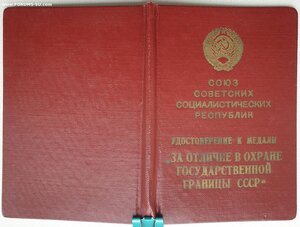 www.FORUMS-SU.com
СОЮЗ
СОВЕТСКИХ
СОЦИАЛИСТИЧЕСКИХ
РЕСПУБЛИК
УДОСТОВЕРЕНИЕ К МЕДАЛИ
„ЗА ОТЛИЧИЕ В ОХРАНЕ
ГОСУДАРСТВЕННОЙ
ГРАНИЦЫ СССР“